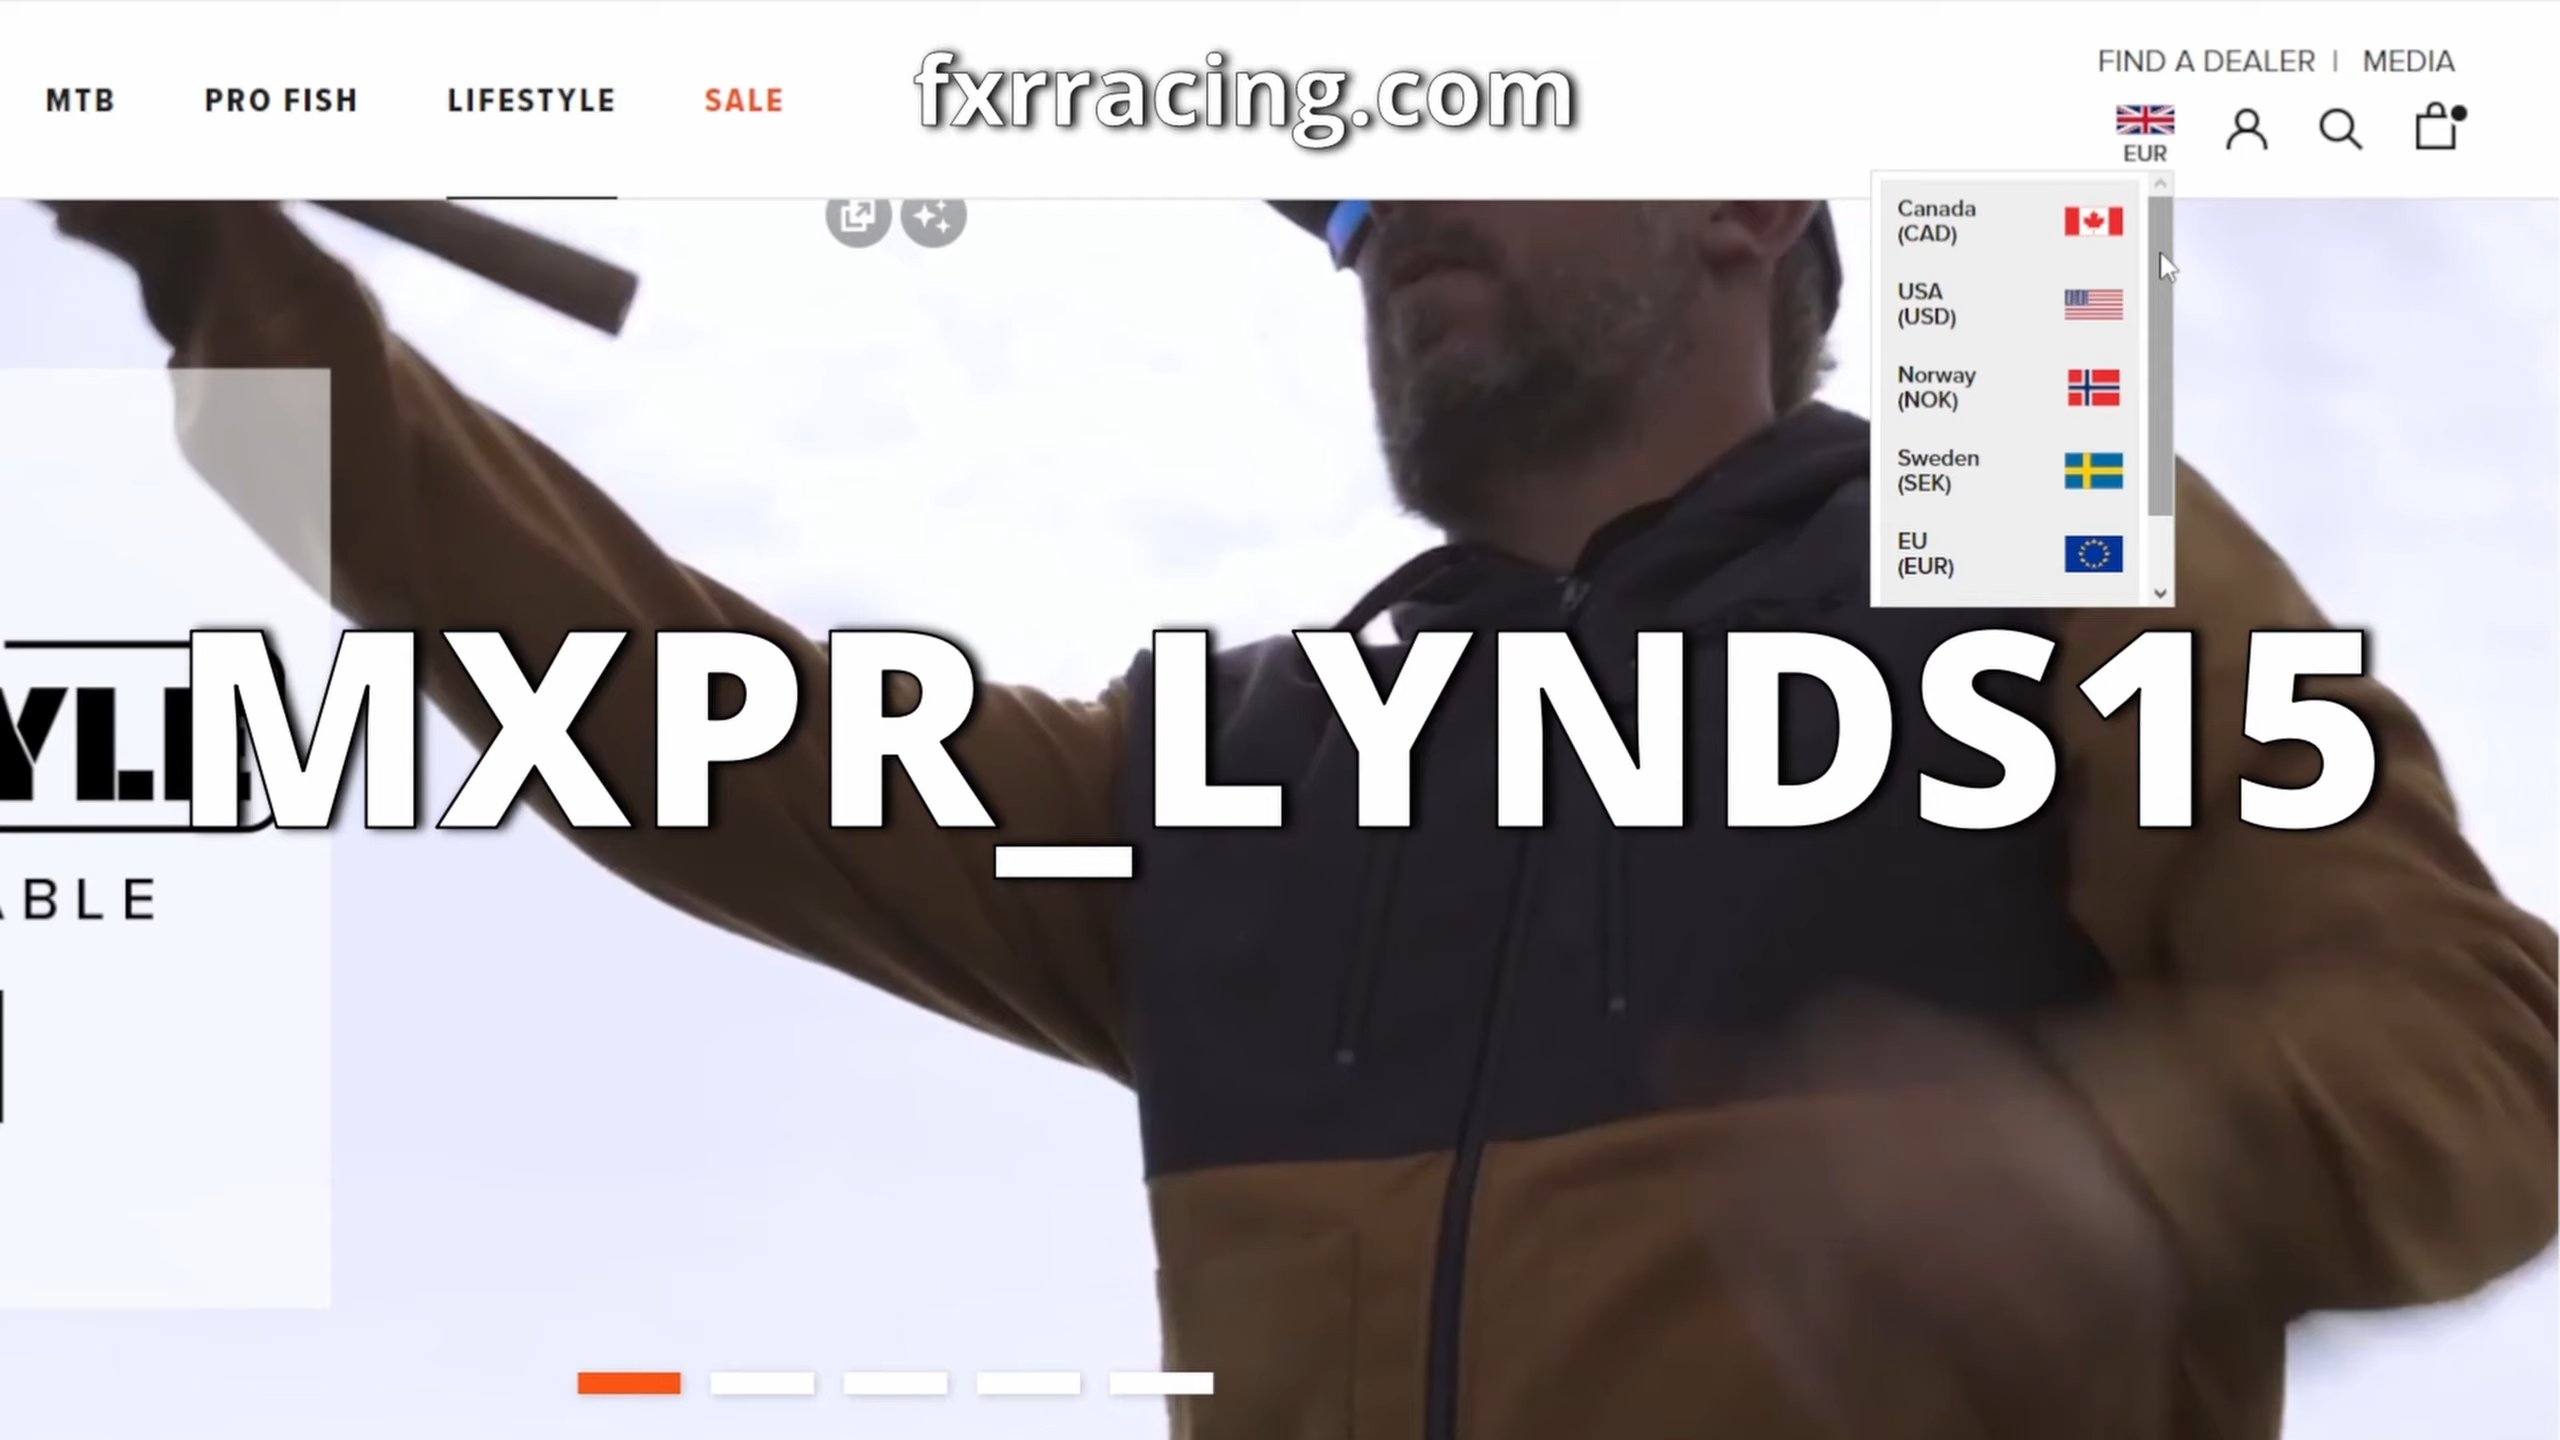 FIND A DEALER | MEDIA
MTB PRO FISH LIFESTYLE SALE
fxrracing.com
EUR
Canada
(CAD)
USA
(USD)
Norway
(NOK)
Sweden
(SEK)
EU
(EUR)
MXPR_LYNDS15
YLE
ABLE